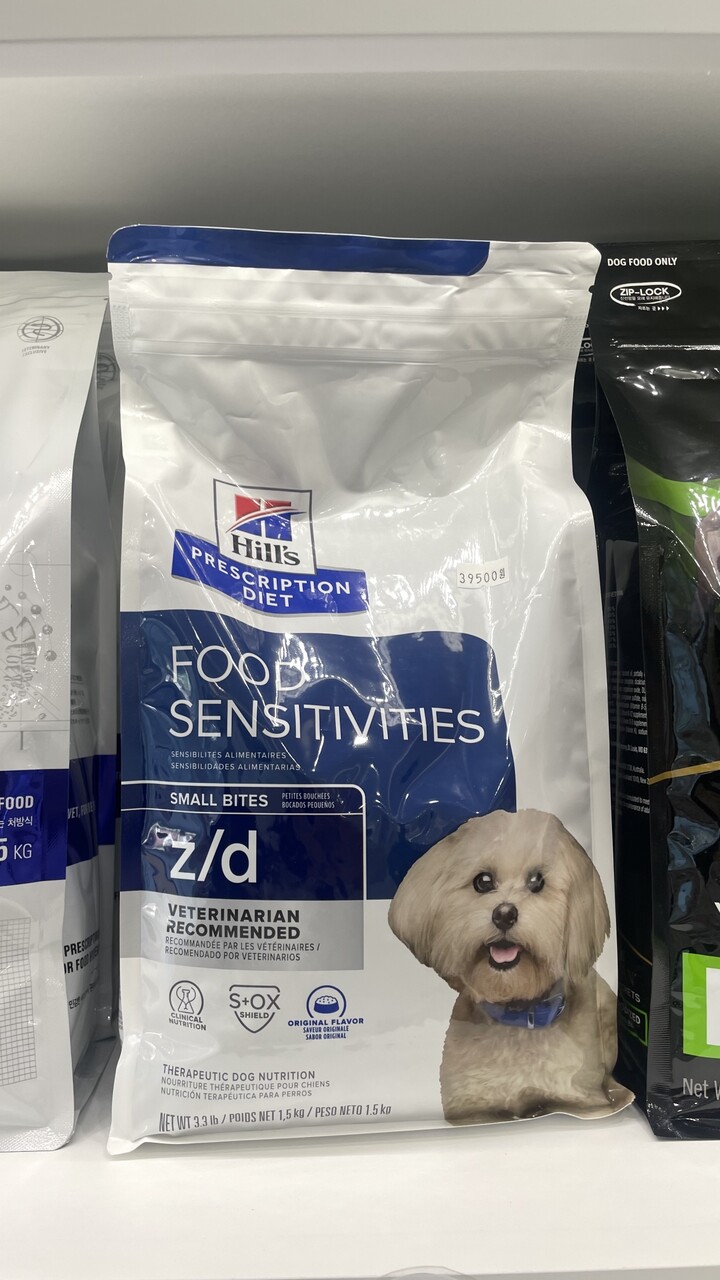 DOG FOOD ONLY
ZIP-LOCK
Hill's
PRESCRIPTION
DIET
39500원
FOOD
SENSITIVITIES
SENSIBILITÉS ALIMENTAIRES
SENSIBILIDADES ALIMENTARIAS
SMALL BITES
PETITES BOUCHÉES
BOCADOS PEQUEÑOS
z/d
VETERINARIAN
RECOMMENDED
RECOMMANDÉE PAR LES VÉTÉRINAIRES /
RECOMENDADO POR VETERINARIOS
CLINICAL
NUTRITION
S+OX
SHIELD
ORIGINAL FLAVOR
SAVEUR ORIGINALE
SABOR ORIGINAL
THERAPEUTIC DOG NUTRITION
NOURRITURE THÉRAPEUTIQUE POUR CHIENS
NUTRICIÓN TERAPÉUTICA PARA PERROS
NET WT 3.3 lb / POIDS NET 1,5 kg / PESO NETO 1.5 kg
FOOD
처방식
5 KG
Net